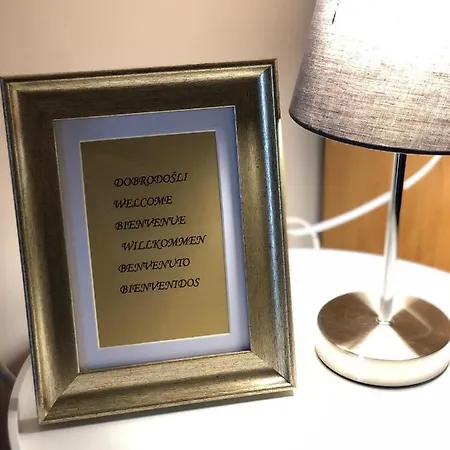 DOBRODOŠLI
WELCOME
BIENVENUE
WILLKOMMEN
BENVENUTO
BIENVENIDOS